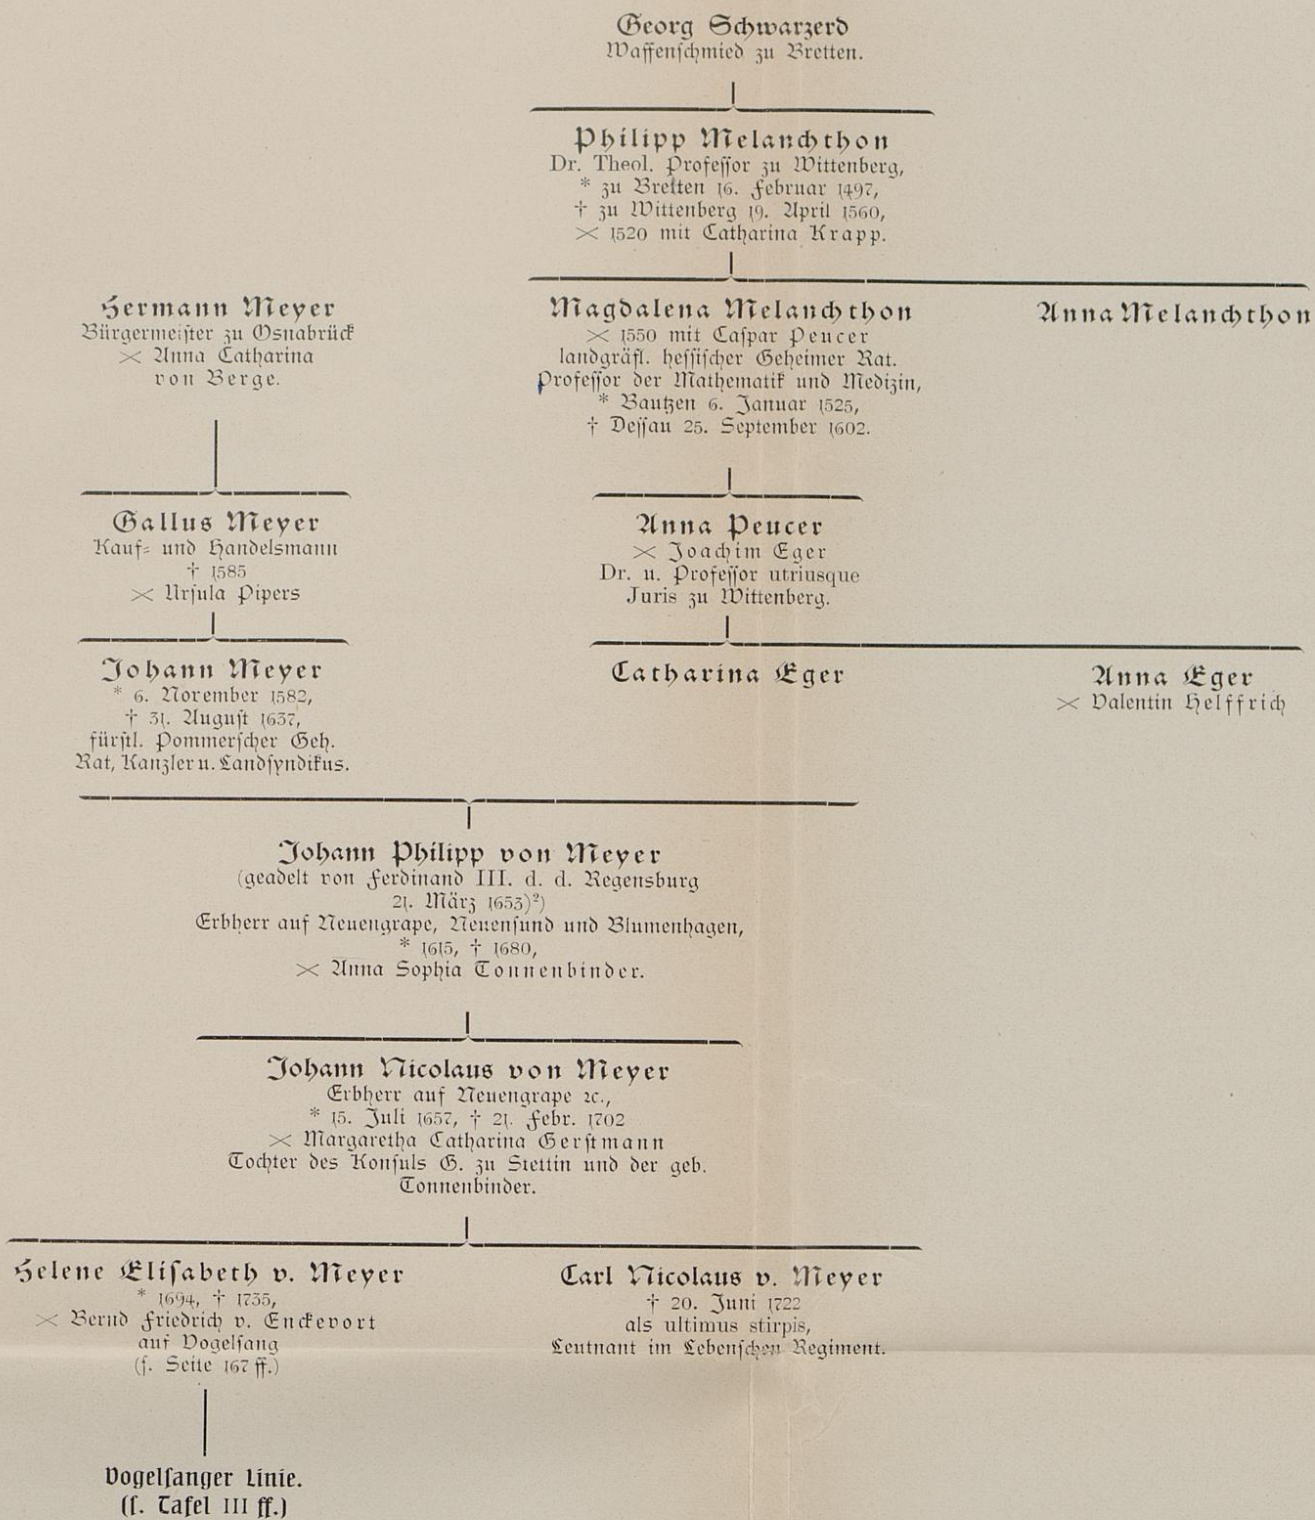 Georg Schwarzerd
Waffenschmied zu Bretten.
Philipp Melanchthon
Dr. Theol. Professor zu Wittenberg,
* zu Bretten 16. Februar 1497,
† zu Wittenberg 19. April 1560,
⚔ 1520 mit Catharina Krapp.
Hermann Meyer
Bürgermeister zu Osnabrück
⚔ Anna Catharina
von Berge.
Magdalena Melanchthon
⚔ 1550 mit Caspar Peucer
landgräfl. hessischer Geheimer Rat.
Professor der Mathematik und Medizin,
* Bautzen 6. Januar 1525,
† Dessau 25. September 1602.
Anna Melanchthon
Gallus Meyer
Kauf- und Handelsmann
† 1585
⚔ Ursula Pipers
Anna Peucer
⚔ Joachim Eger
Dr. u. Professor utriusque
Juris zu Wittenberg.
Johann Meyer
* 6. November 1582,
† 31. August 1637,
fürstl. Pommerscher Geh.
Rat, Kanzler u. Landsyndikus.
Catharina Eger
Anna Eger
⚔ Valentin Helffrich
Johann Philipp von Meyer
(geadelt von Ferdinand III. d. d. Regensburg
21. März 1653)²)
Erbherr auf Neuengrape, Neuensund und Blumenhagen,
* 1615, † 1680,
⚔ Anna Sophia Tonnenbinder.
Johann Nicolaus von Meyer
Erbherr auf Neuengrape ꝛc.,
* 15. Juli 1657, † 21. Febr. 1702
⚔ Margaretha Catharina Gerstmann
Tochter des Konsuls G. zu Stettin und der geb.
Tonnenbinder.
Helene Elisabeth v. Meyer
* 1694, † 1735,
⚔ Bernd Friedrich v. Enckevort
auf Vogelsang
(s. Seite 167 ff.)
Carl Nicolaus v. Meyer
† 20. Juni 1722
als ultimus stirpis,
Leutnant im Lebenschen Regiment.
Vogelsanger Linie.
(s. Tafel III ff.)